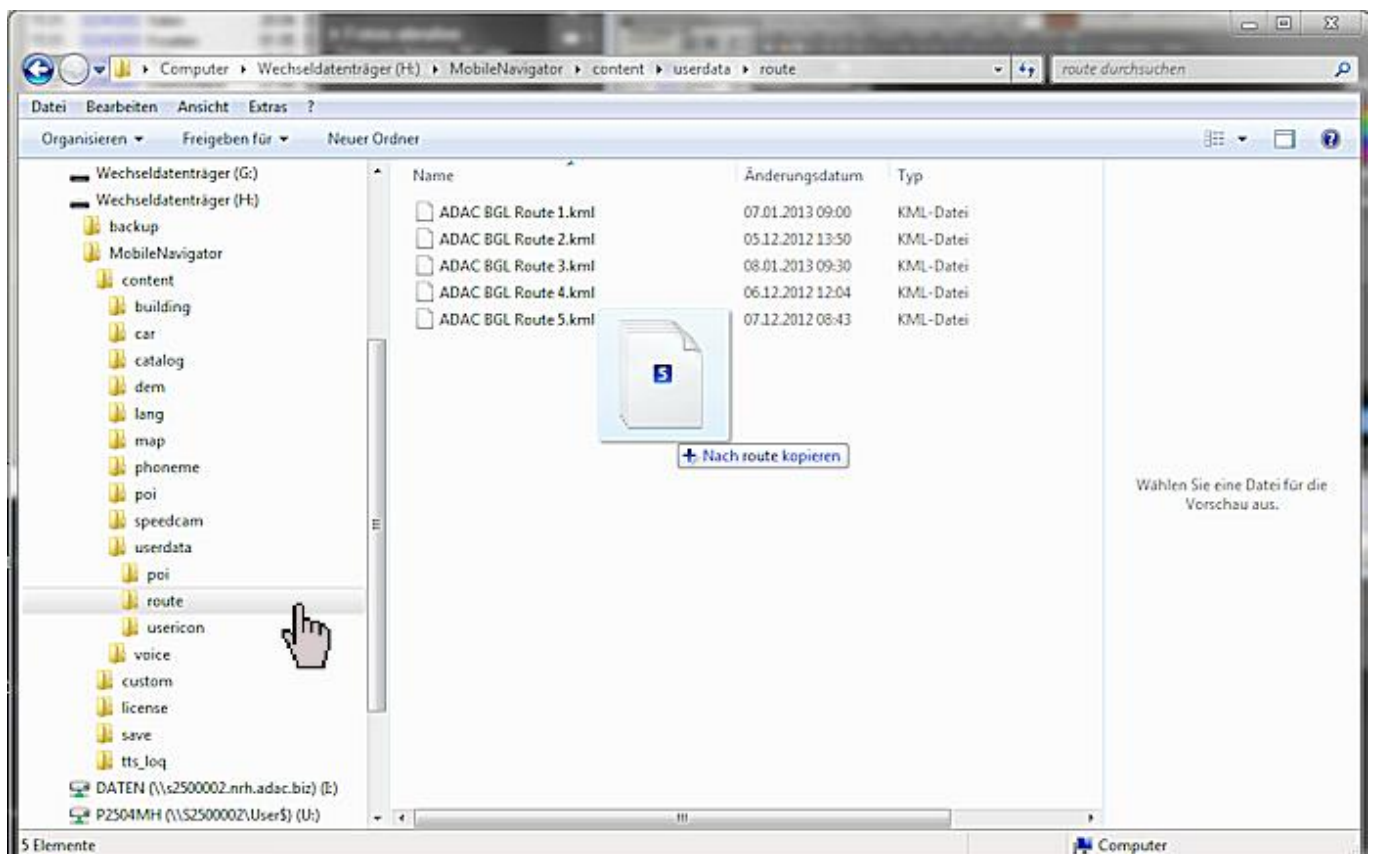 Computer ▸ Wechseldatenträger (H:) ▸ MobileNavigator ▸ content ▸ userdata ▸ route
route durchsuchen
Datei Bearbeiten Ansicht Extras ?
Organisieren Freigeben für Neuer Ordner
Wechseldatenträger (G:)
Wechseldatenträger (H:)
backup
MobileNavigator
content
building
car
catalog
dem
lang
map
phoneme
poi
speedcam
userdata
poi
route
usericon
voice
custom
license
save
tts_loq
DATEN (\\s2500002.nrh.adac.biz) (I:)
P2504MH (\\S2500002\User$) (U:)
Name Änderungsdatum Typ
ADAC BGL Route 1.kml 07.01.2013 09:00 KML-Datei
ADAC BGL Route 2.kml 05.12.2012 13:50 KML-Datei
ADAC BGL Route 3.kml 08.01.2013 09:30 KML-Datei
ADAC BGL Route 4.kml 06.12.2012 12:04 KML-Datei
ADAC BGL Route 5.kml 07.12.2012 08:43 KML-Datei
5
Nach route kopieren
Wählen Sie eine Datei für die
Vorschau aus.
5 Elemente
Computer